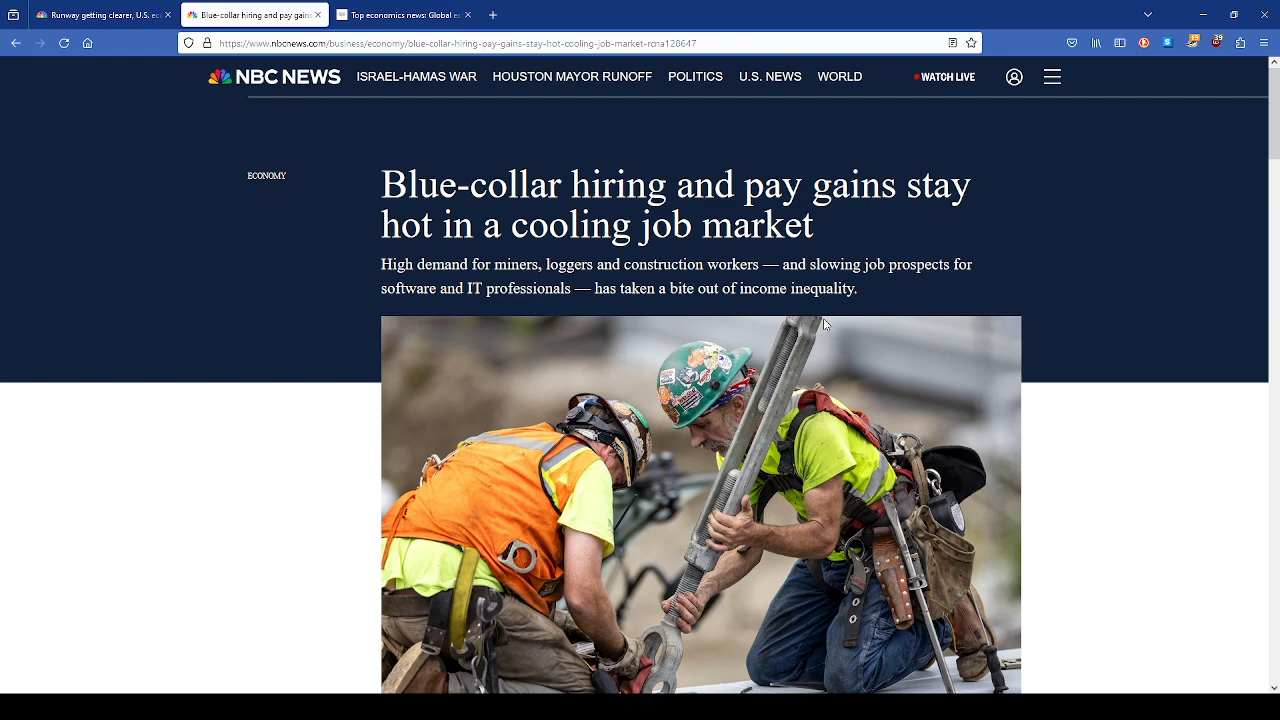 Runway getting clearer, U.S. ec
Blue-collar hiring and pay gains
Top economics news: Global ec
https://www.nbcnews.com/business/economy/blue-collar-hiring-pay-gains-stay-hot-cooling-job-market-rcna128647
19
39
NBC NEWS
ISRAEL-HAMAS WAR
HOUSTON MAYOR RUNOFF
POLITICS
U.S. NEWS
WORLD
WATCH LIVE
ECONOMY
Blue-collar hiring and pay gains stay
hot in a cooling job market
High demand for miners, loggers and construction workers — and slowing job prospects for
software and IT professionals — has taken a bite out of income inequality.